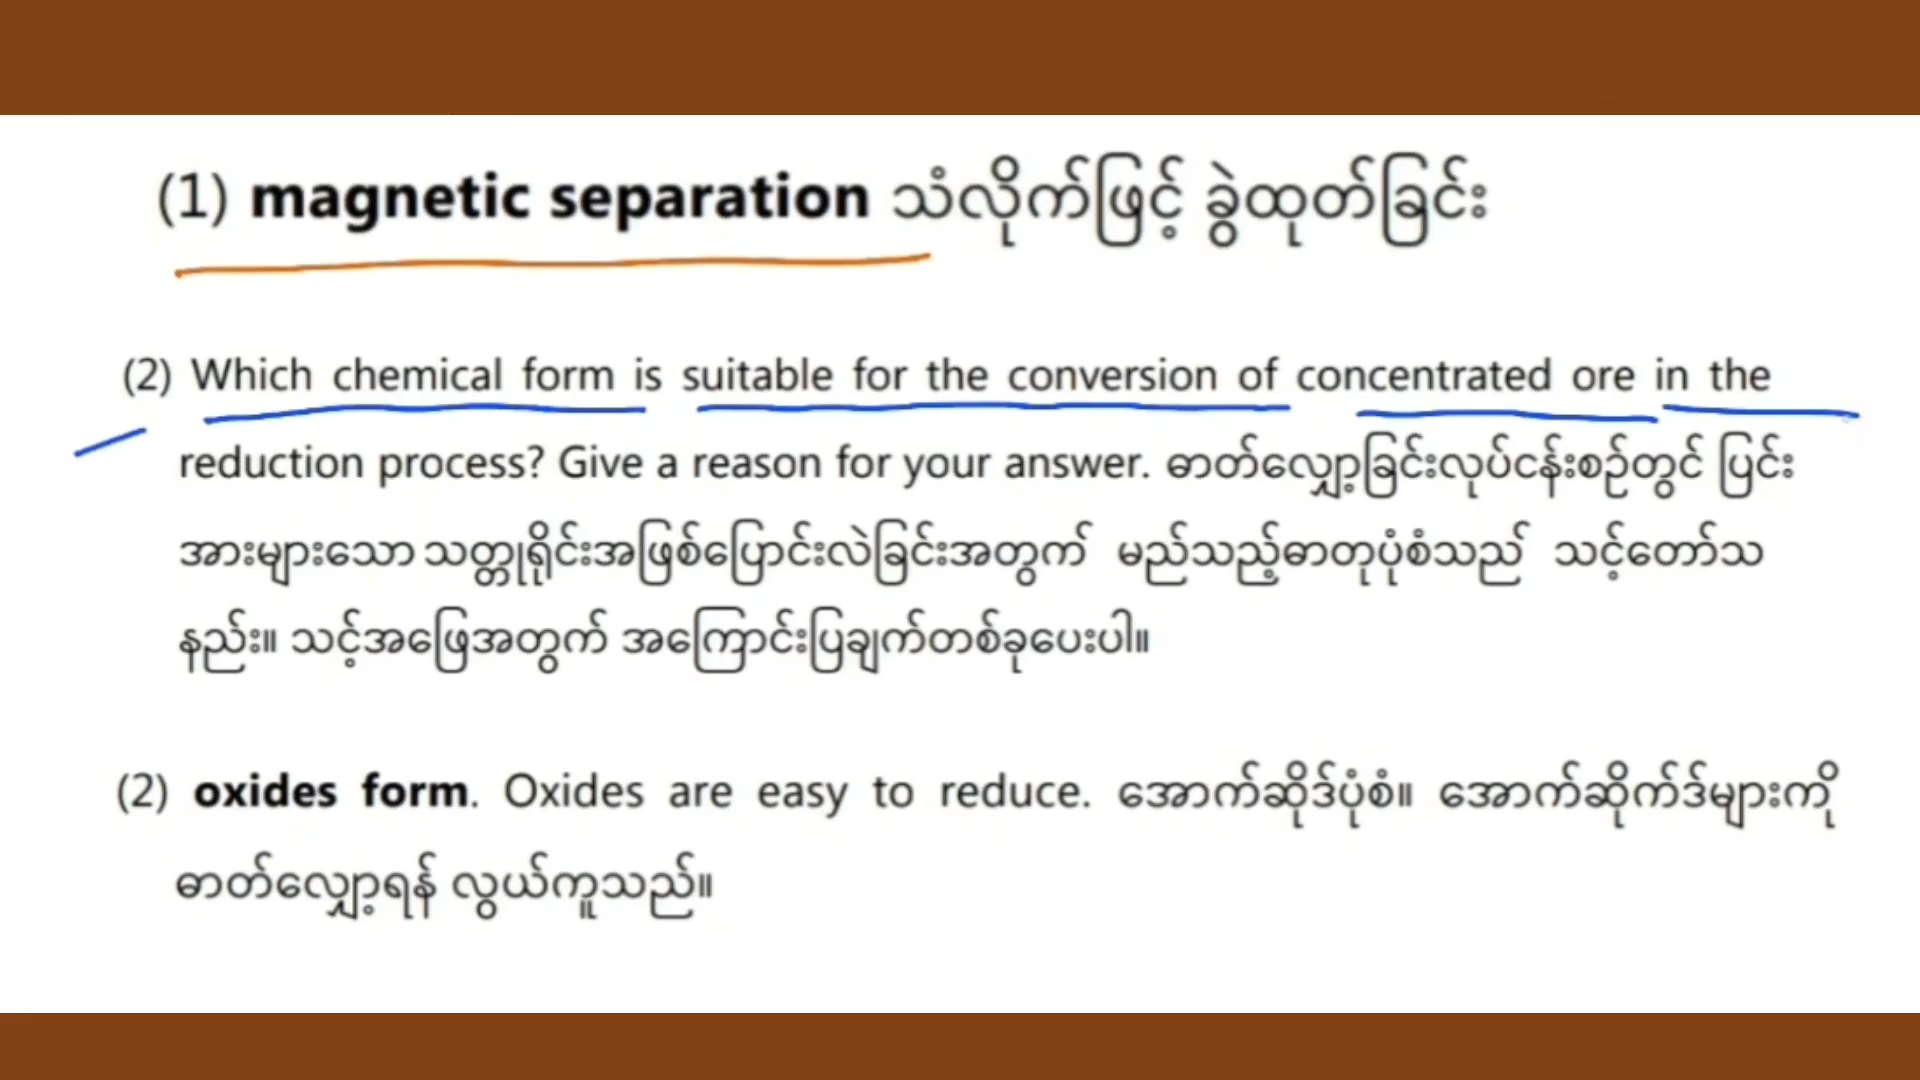 (1) magnetic separation သံလိုက်ဖြင့် ခွဲထုတ်ခြင်း
(2) Which chemical form is suitable for the conversion of concentrated ore in the
reduction process? Give a reason for your answer. ဓာတ်လျှော့ခြင်းလုပ်ငန်းစဉ်တွင် ပြင်း
အားများသော သတ္တုရိုင်းအဖြစ်ပြောင်းလဲခြင်းအတွက် မည်သည့်ဓာတုပုံစံသည် သင့်တော်သ
နည်း။ သင့်အဖြေအတွက် အကြောင်းပြချက်တစ်ခုပေးပါ။
(2) oxides form. Oxides are easy to reduce. အောက်ဆိုဒ်ပုံစံ။ အောက်ဆိုက်ဒ်များကို
ဓာတ်လျှော့ရန် လွယ်ကူသည်။